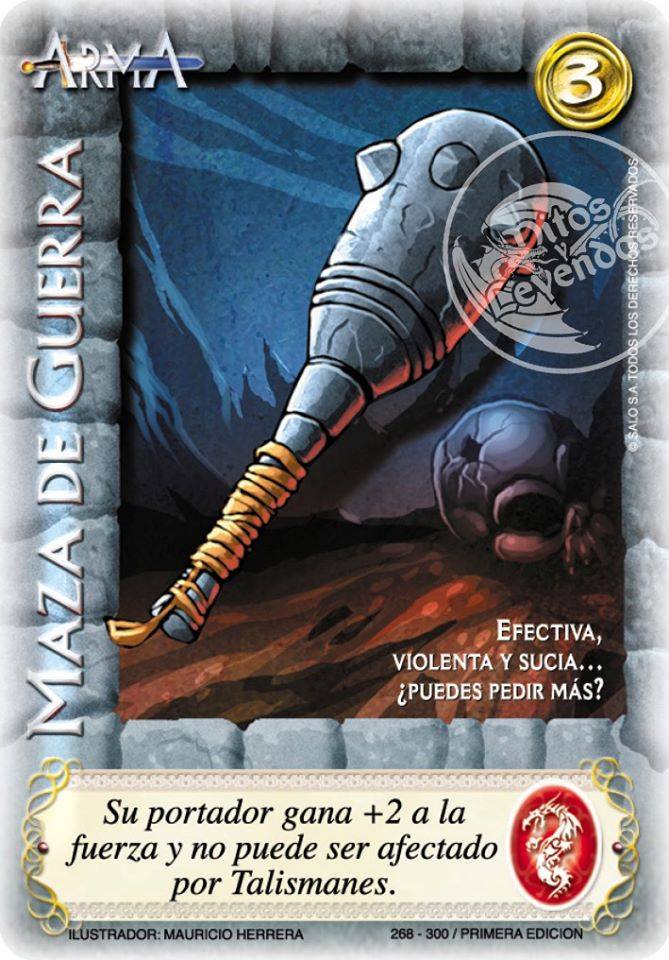 ARMA
3
MAZA DE GUERRA
Mitos
y
Leyendas
© SALO S.A. TODOS LOS DERECHOS RESERVADOS
EFECTIVA,
VIOLENTA Y SUCIA...
¿PUEDES PEDIR MÁS?
Su portador gana +2 a la
fuerza y no puede ser afectado
por Talismanes.
ILUSTRADOR: MAURICIO HERRERA
268 - 300 / PRIMERA EDICION